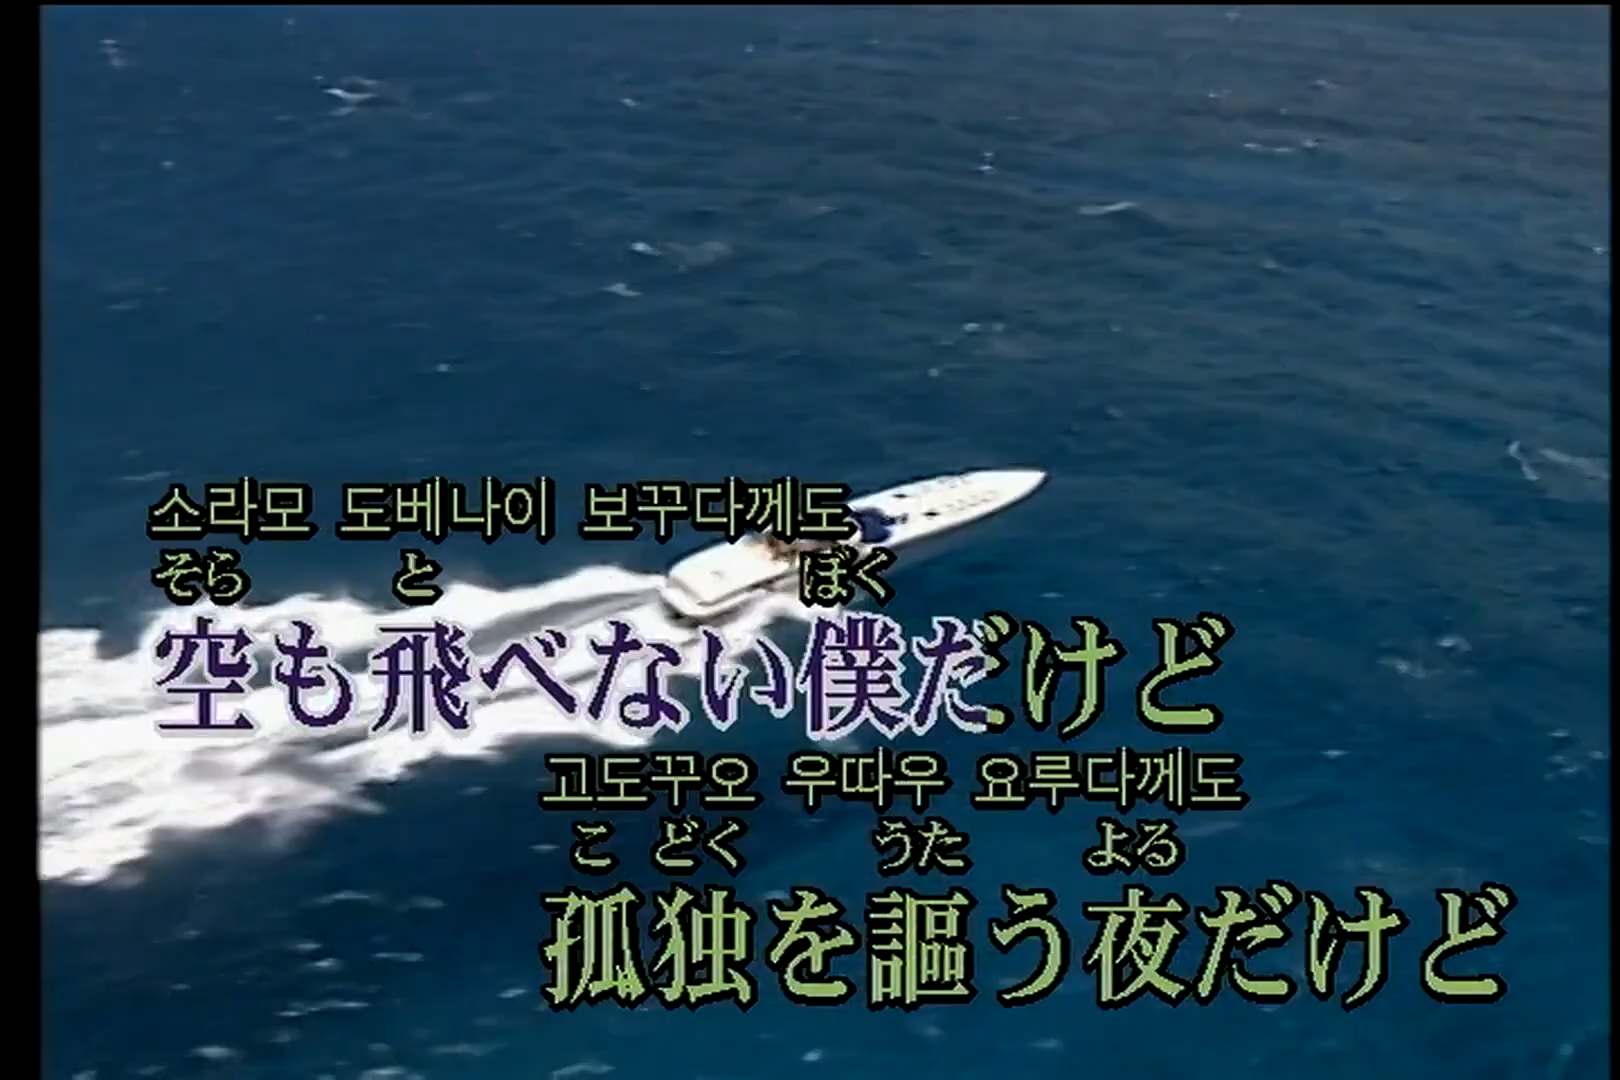 소라모 도베나이 보꾸다께도
そら と ぼく
空も飛べない僕だけど
고도꾸오 우따우 요루다께도
こ どく うた よる
孤独を謳う夜だけど